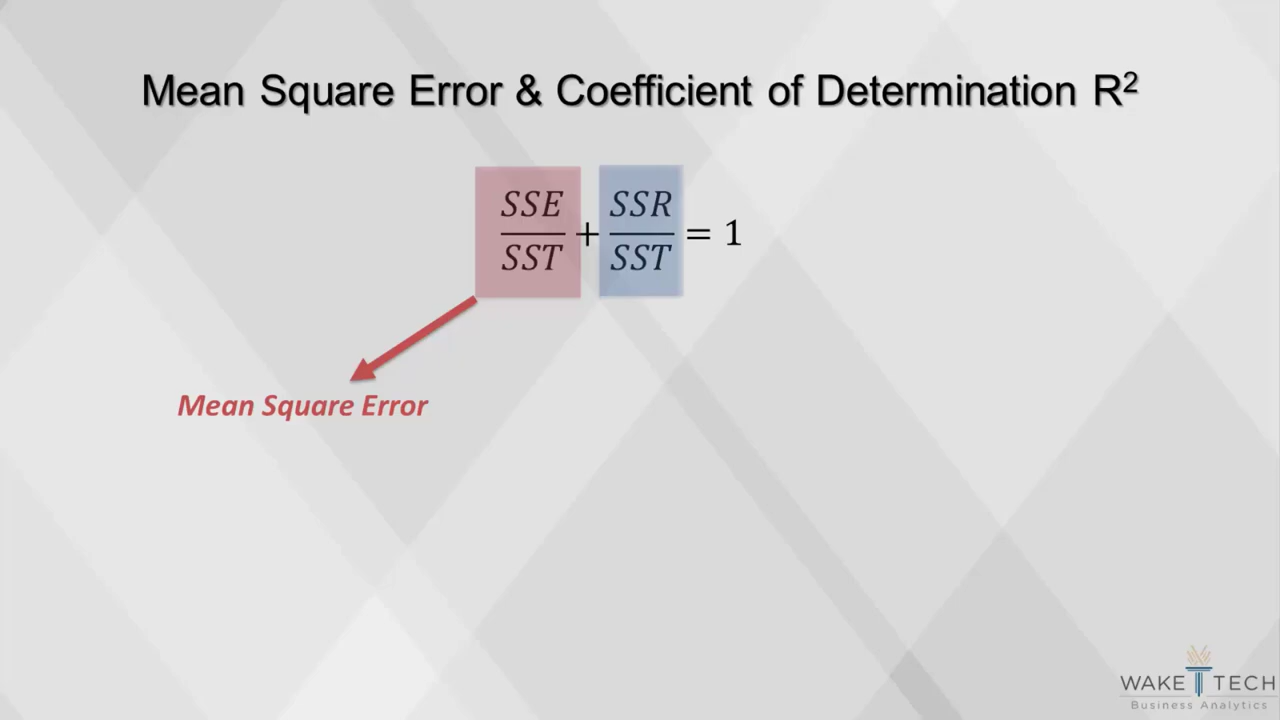 Mean Square Error & Coefficient of Determination R²
SSE/SST + SSR/SST = 1
Mean Square Error
WAKE TECH
Business Analytics